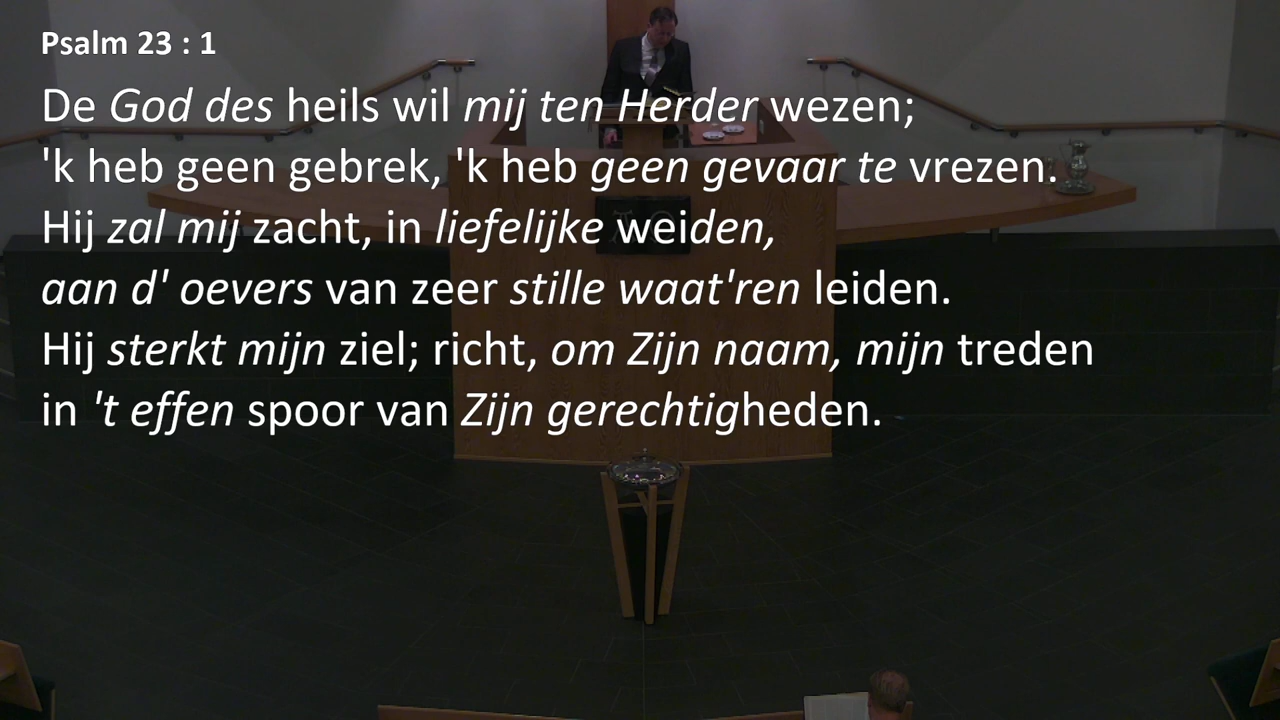 Psalm 23 : 1
De God des heils wil mij ten Herder wezen;
'k heb geen gebrek, 'k heb geen gevaar te vrezen.
Hij zal mij zacht, in liefelijke weiden,
aan d' oevers van zeer stille waat'ren leiden.
Hij sterkt mijn ziel; richt, om Zijn naam, mijn treden
in 't effen spoor van Zijn gerechtigheden.